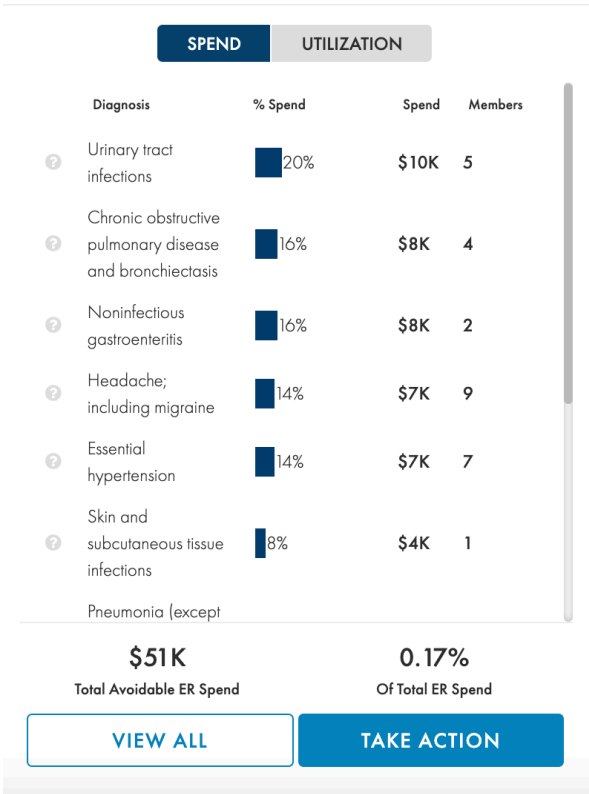 SPEND UTILIZATION
Diagnosis % Spend Spend Members
? Urinary tract
infections 20% $10K 5
Chronic obstructive
? pulmonary disease 16% $8K 4
and bronchiectasis
Noninfectious
? gastroenteritis 16% $8K 2
Headache;
? including migraine 14% $7K 9
Essential
? hypertension 14% $7K 7
Skin and
? subcutaneous tissue 8% $4K 1
infections
Pneumonia (except
$51K 0.17%
Total Avoidable ER Spend Of Total ER Spend
VIEW ALL TAKE ACTION